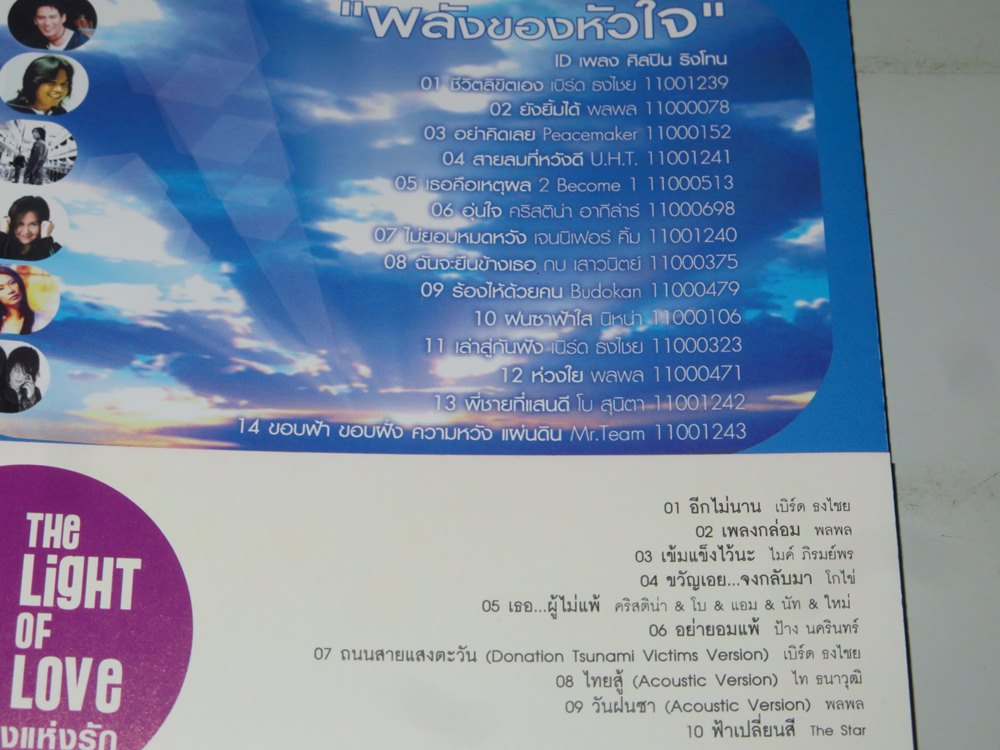 "พลังของหัวใจ"
ID เพลง ศิลปิน ริงโทน
01 ชีวิตลิขิตเอง เบิร์ด ธงไชย 11001239
02 ยังยิ้มได้ พลพล 11000078
03 อย่าคิดเลย Peacemaker 11000152
04 สายลมที่หวังดี U.H.T. 11001241
05 เธอคือเหตุผล 2 Become 1 11000513
06 อุ่นใจ คริสติน่า อากีล่าร์ 11000698
07 ไม่ยอมหมดหวัง เจนนิเฟอร์ คิ้ม 11001240
08 ฉันจะยืนข้างเธอ กบ เสาวนิตย์ 11000375
09 ร้องไห้ด้วยคน Budokan 11000479
10 ฝนซาฟ้าใส นิหน่า 11000106
11 เล่าสู่กันฟัง เบิร์ด ธงไชย 11000323
12 ห่วงใย พลพล 11000471
13 พี่ชายที่แสนดี โบ สุนิตา 11001242
14 ขอบฟ้า ขอบฝั่ง ความหวัง แผ่นดิน Mr.Team 11001243
THE
LiGHT
OF
LOVe
งแห่งรัก
01 อีกไม่นาน เบิร์ด ธงไชย
02 เพลงกล่อม พลพล
03 เข้มแข็งไว้นะ ไมค์ ภิรมย์พร
04 ขวัญเอย...จงกลับมา โกไข่
05 เธอ...ผู้ไม่แพ้ คริสติน่า & โบ & แอม & นัท & ใหม่
06 อย่ายอมแพ้ ป้าง นครินทร์
07 ถนนสายแสงตะวัน (Donation Tsunami Victims Version) เบิร์ด ธงไชย
08 ไทยสู้ (Acoustic Version) ไท ธนาวุฒิ
09 วันฝนซา (Acoustic Version) พลพล
10 ฟ้าเปลี่ยนสี The Star